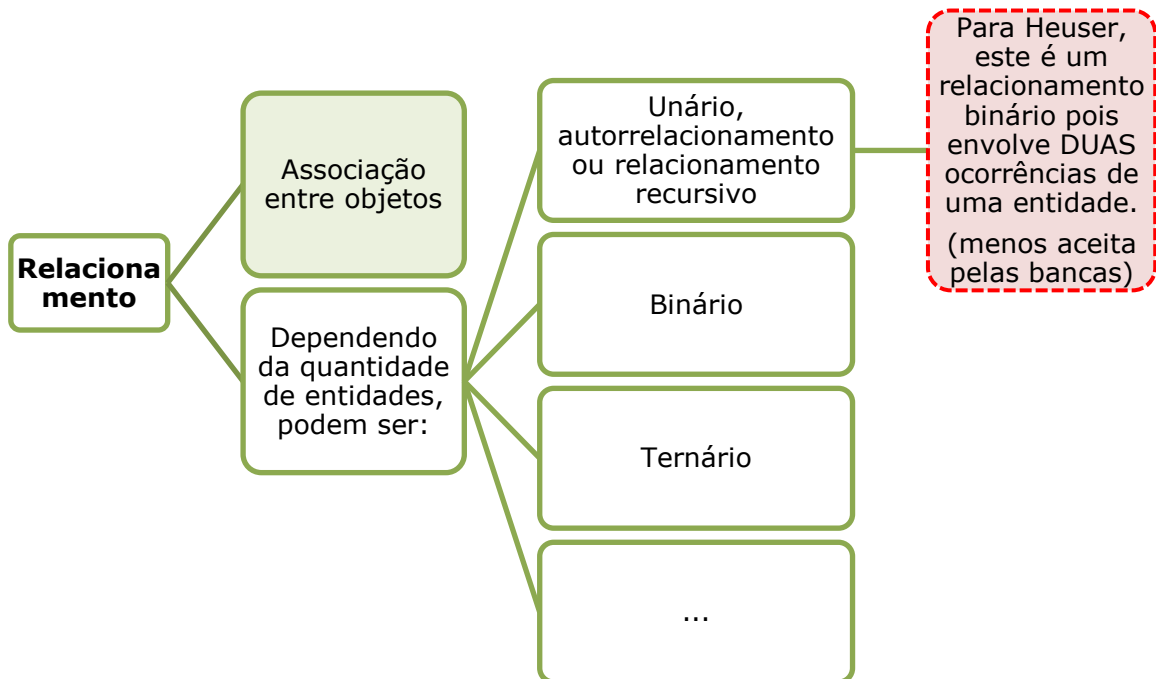 Relaciona
mento
Associação
entre objetos
Dependendo
da quantidade
de entidades,
podem ser:
Unário,
autorrelacionamento
ou relacionamento
recursivo
Para Heuser,
este é um
relacionamento
binário pois
envolve DUAS
ocorrências de
uma entidade.
(menos aceita
pelas bancas)
Binário
Ternário
...